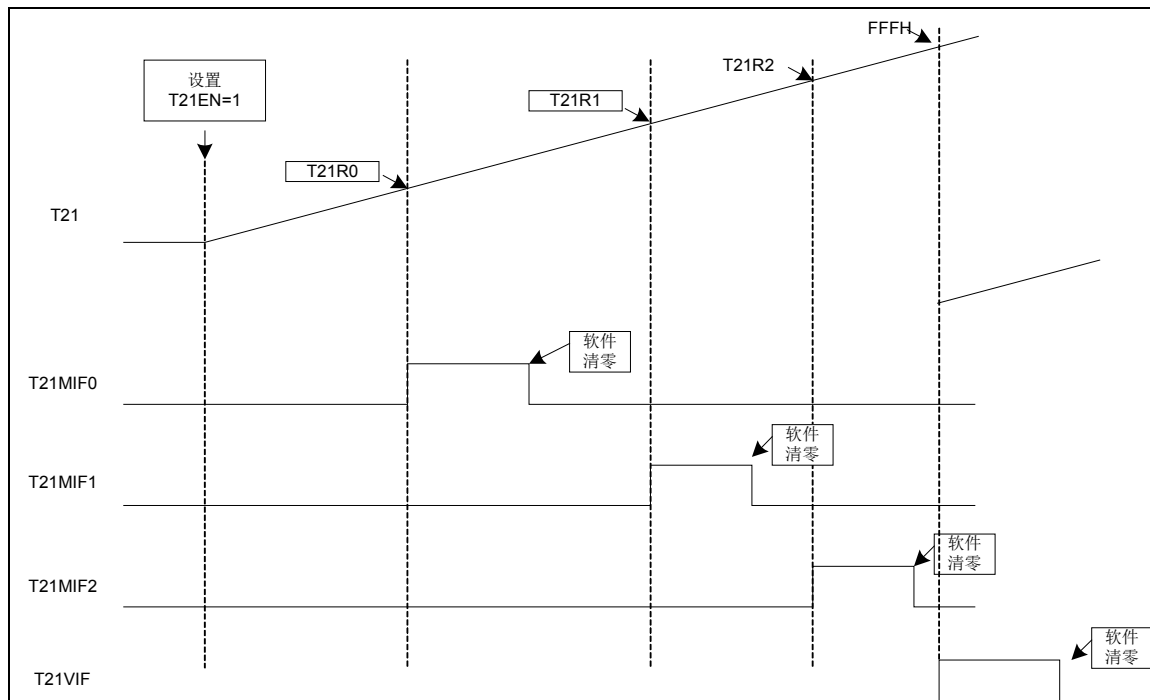 FFFH
设置
T21EN=1
T21R2
T21R1
T21R0
T21
软件
清零
T21MIF0
软件
清零
T21MIF1
软件
清零
T21MIF2
软件
清零
T21VIF